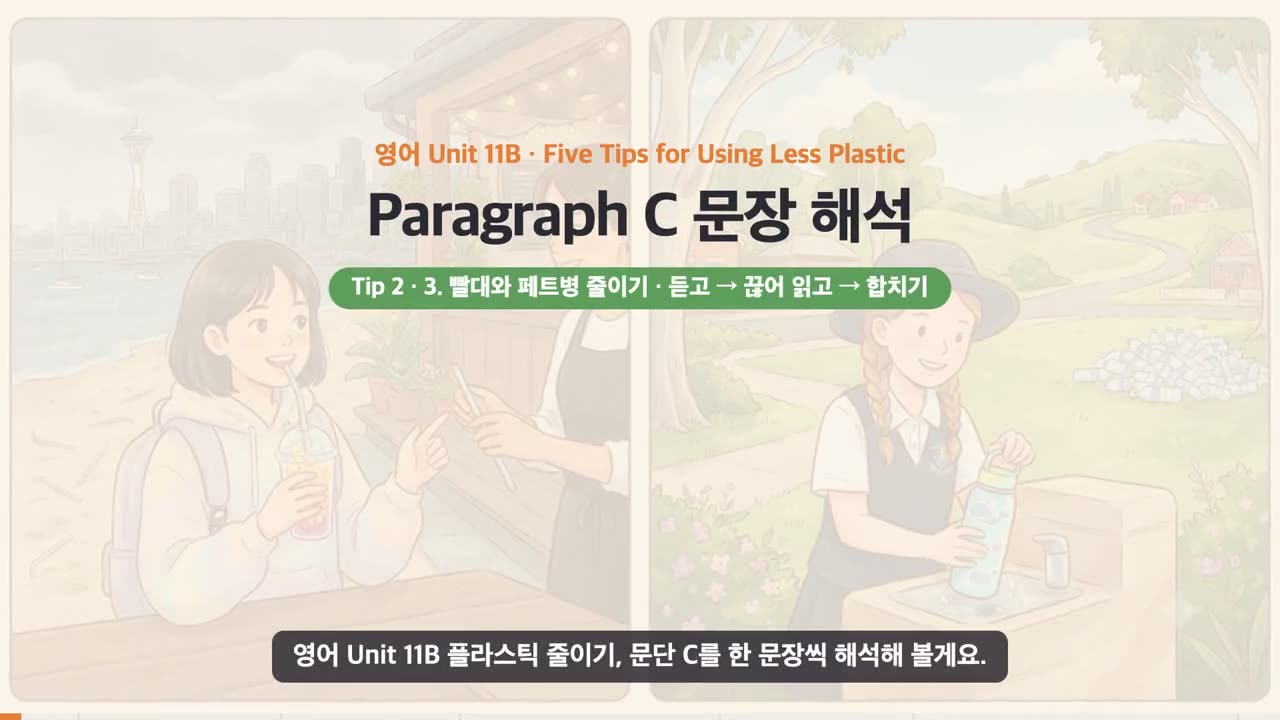 영어 Unit 11B · Five Tips for Using Less Plastic
Paragraph C 문장 해석
Tip 2 · 3. 빨대와 페트병 줄이기 · 듣고 → 끊어 읽고 → 합치기
영어 Unit 11B 플라스틱 줄이기, 문단 C를 한 문장씩 해석해 볼게요.